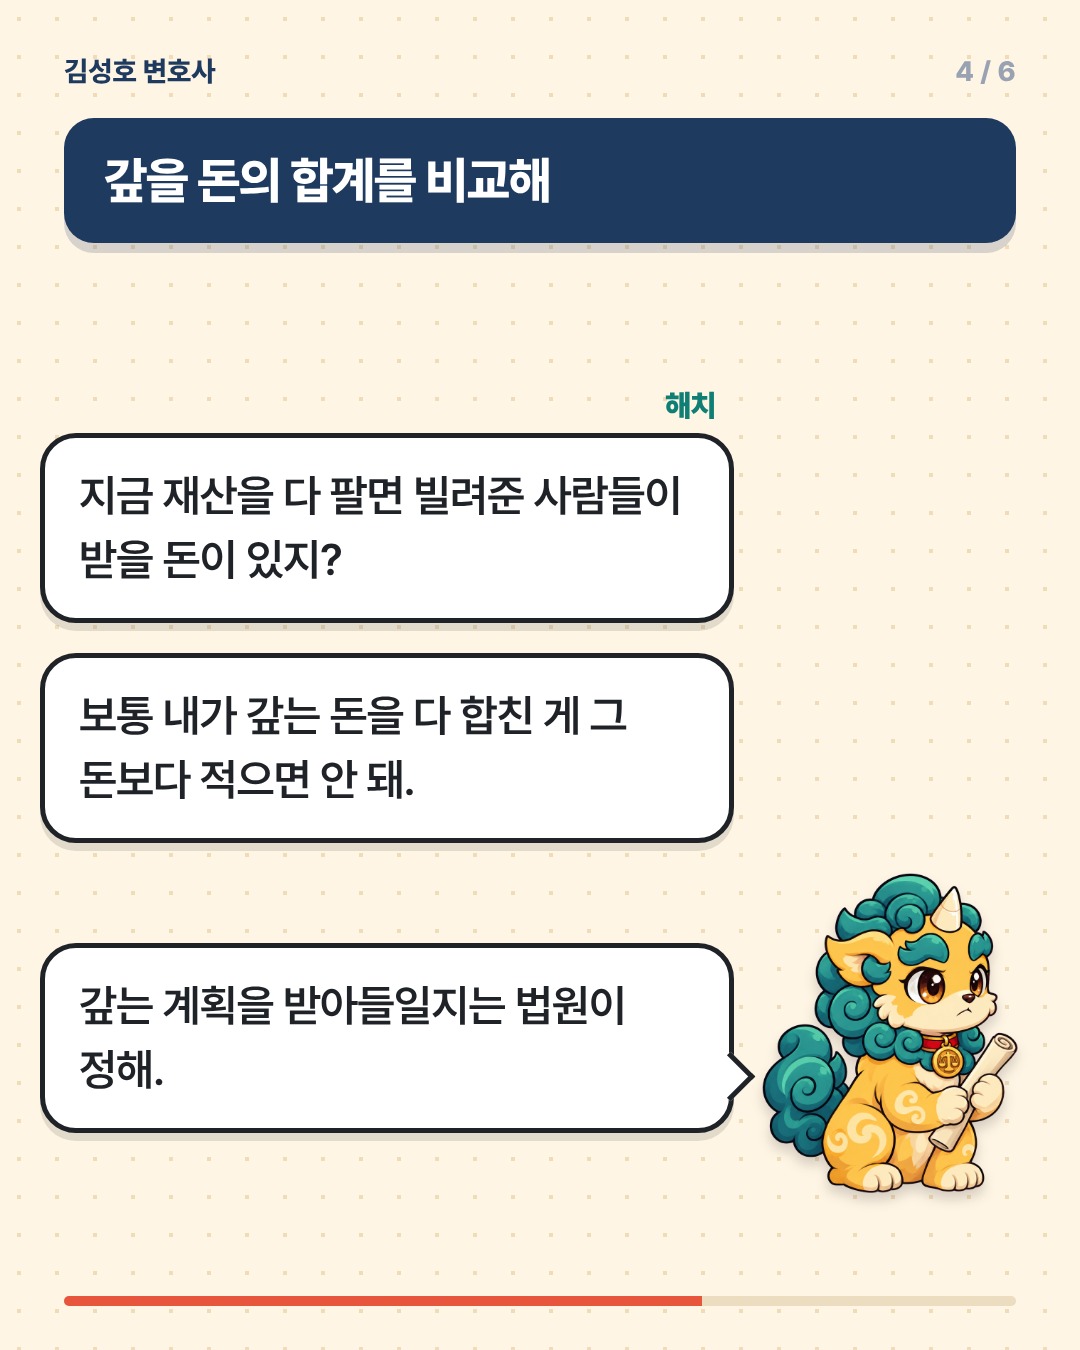 김성호 변호사
4 / 6
갚을 돈의 합계를 비교해
해치
지금 재산을 다 팔면 빌려준 사람들이
받을 돈이 있지?
보통 내가 갚는 돈을 다 합친 게 그
돈보다 적으면 안 돼.
갚는 계획을 받아들일지는 법원이
정해.